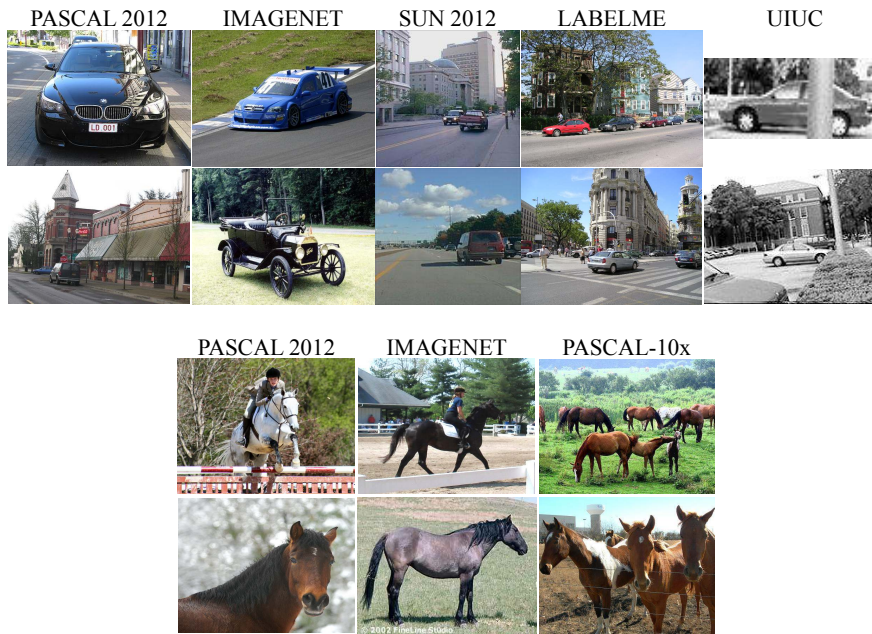 PASCAL 2012 IMAGENET SUN 2012 LABELME UIUC
LD·001
PASCAL 2012 IMAGENET PASCAL-10x
© 2002 FineLine Studio